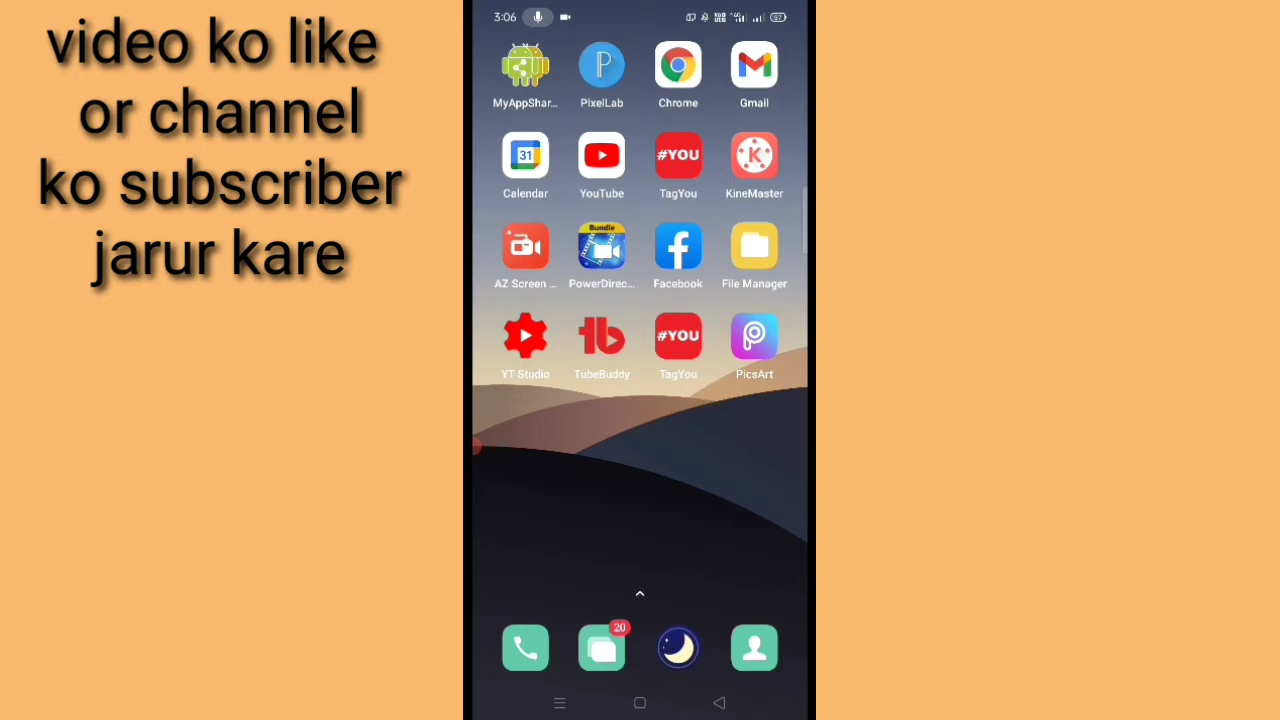 video ko like
or channel
ko subscriber
jarur kare
3:06
MyAppShar...
PixelLab
Chrome
Gmail
31
Calendar
YouTube
#YOU
TagYou
K
KineMaster
AZ Screen ...
Bundle
PowerDirec...
Facebook
File Manager
YT Studio
TubeBuddy
#YOU
TagYou
PicsArt
20